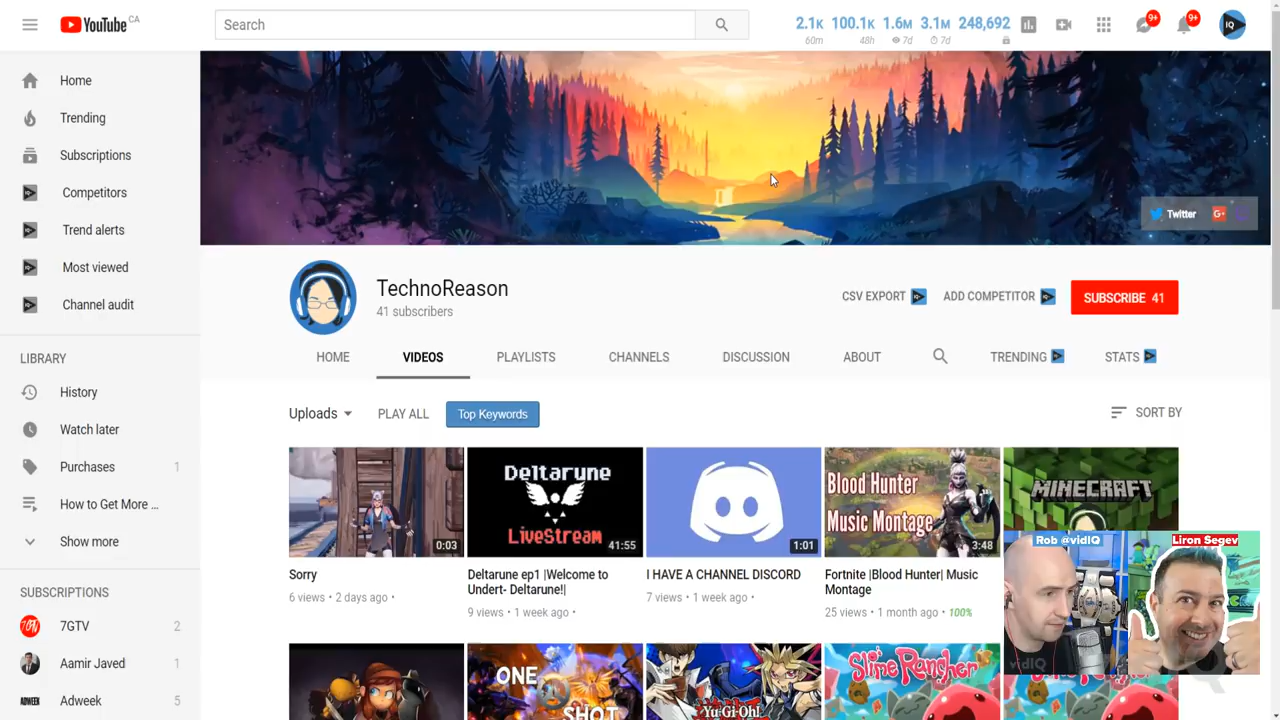 YouTube CA
Search
2.1K 100.1K 1.6M 3.1M 248,692
60m 48h 7d 7d
9+ 9+
IQ
Home
Trending
Subscriptions
Competitors
Trend alerts
Most viewed
Channel audit
LIBRARY
History
Watch later
Purchases 1
How to Get More ...
Show more
SUBSCRIPTIONS
7GTV 2
Aamir Javed 1
ADWEEK Adweek 5
Twitter G+
TechnoReason
41 subscribers
CSV EXPORT ADD COMPETITOR SUBSCRIBE 41
HOME VIDEOS PLAYLISTS CHANNELS DISCUSSION ABOUT TRENDING STATS
Uploads PLAY ALL Top Keywords SORT BY
0:03
Sorry
6 views • 2 days ago •
Deltarune
LiveStream
41:55
Deltarune ep1 |Welcome to
Undert- Deltarune!|
9 views • 1 week ago •
1:01
I HAVE A CHANNEL DISCORD
7 views • 1 week ago •
Blood Hunter
Music Montage
3:48
Fortnite |Blood Hunter| Music
Montage
25 views • 1 month ago • 100%
MINECRAFT
Rob @vidIQ
Liron Segev
vidIQ
ONE
SHOT
Yu-Gi-Oh!
Slime Rancher